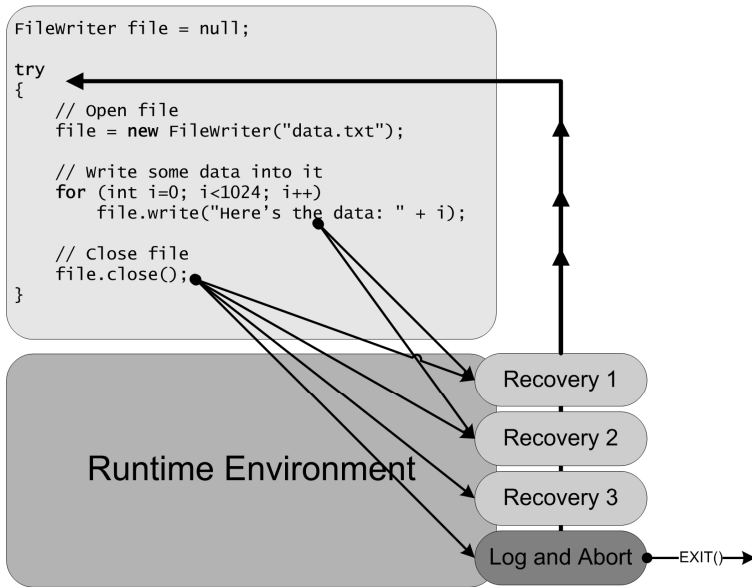 FileWriter file = null;
try
{
// Open file
file = new FileWriter("data.txt");
// Write some data into it
for (int i=0; i<1024; i++)
file.write("Here's the data: " + i);
// Close file
file.close();
}
Runtime Environment
Recovery 1
Recovery 2
Recovery 3
Log and Abort
EXIT()